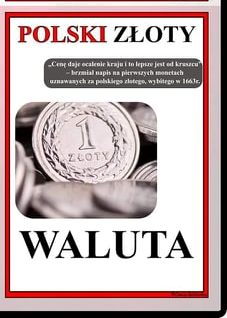 POLSKI ZŁOTY
„Cenę daje ocalenie kraju i to lepsze jest od kruszcu”
– brzmiał napis na pierwszych monetach
uznawanych za polskiego złotego, wybitego w 1663r.
1
ZŁOTY
WALUTA